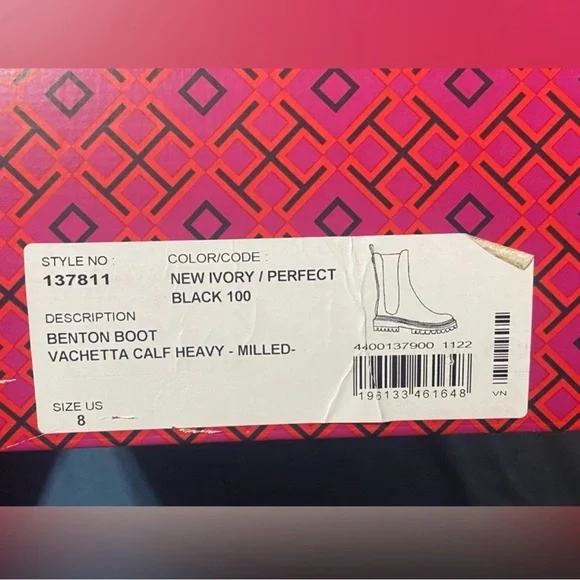 STYLE NO :
137811
COLOR/CODE :
NEW IVORY / PERFECT
BLACK 100
DESCRIPTION
BENTON BOOT
VACHETTA CALF HEAVY - MILLED-
SIZE US
8
4400137900 1122
196133 461648
VN